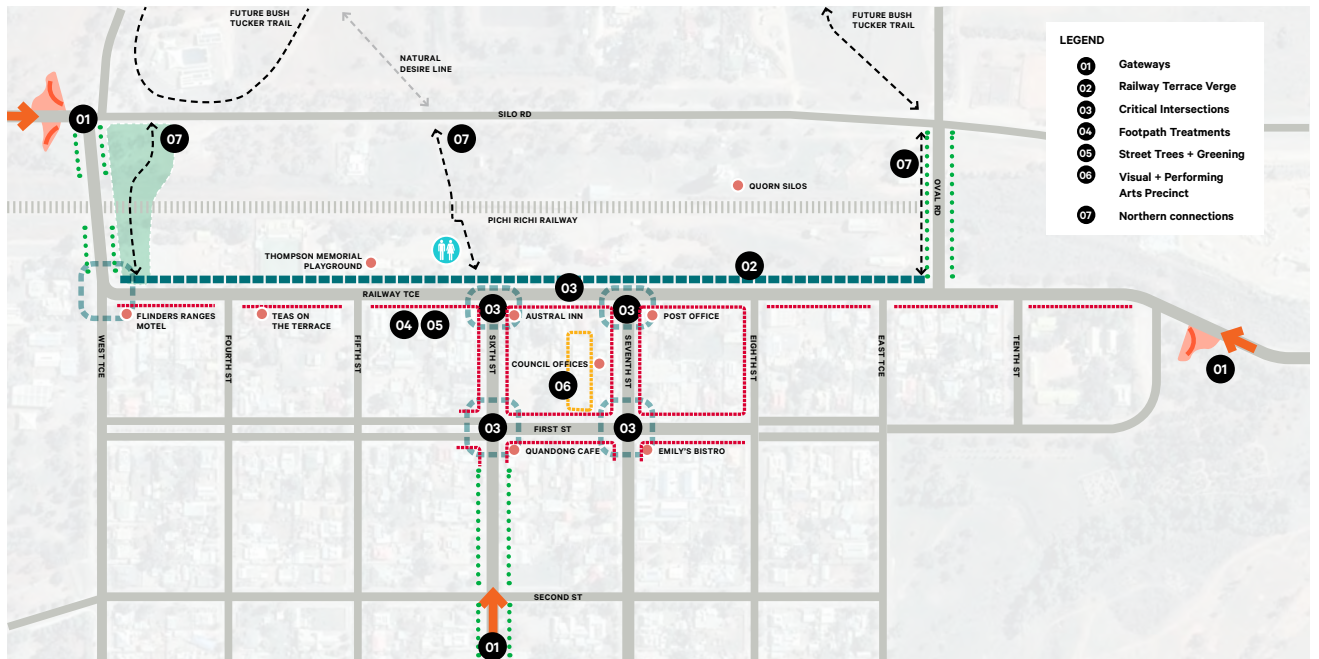 FUTURE BUSH
TUCKER TRAIL
FUTURE BUSH
TUCKER TRAIL
NATURAL
DESIRE LINE
LEGEND
01 Gateways
02 Railway Terrace Verge
03 Critical Intersections
04 Footpath Treatments
05 Street Trees + Greening
06 Visual + Performing
Arts Precinct
07 Northern connections
01
SILO RD
07
07
07
QUORN SILOS
OVAL RD
PICHI RICHI RAILWAY
THOMPSON MEMORIAL
PLAYGROUND
02
RAILWAY TCE
03
03
03
FLINDERS RANGES
MOTEL
TEAS ON
THE TERRACE
04
05
AUSTRAL INN
POST OFFICE
WEST TCE
FOURTH ST
FIFTH ST
SIXTH ST
COUNCIL OFFICES
06
SEVENTH ST
EIGHTH ST
EAST TCE
TENTH ST
01
03
FIRST ST
03
QUANDONG CAFE
EMILY'S BISTRO
SECOND ST
01